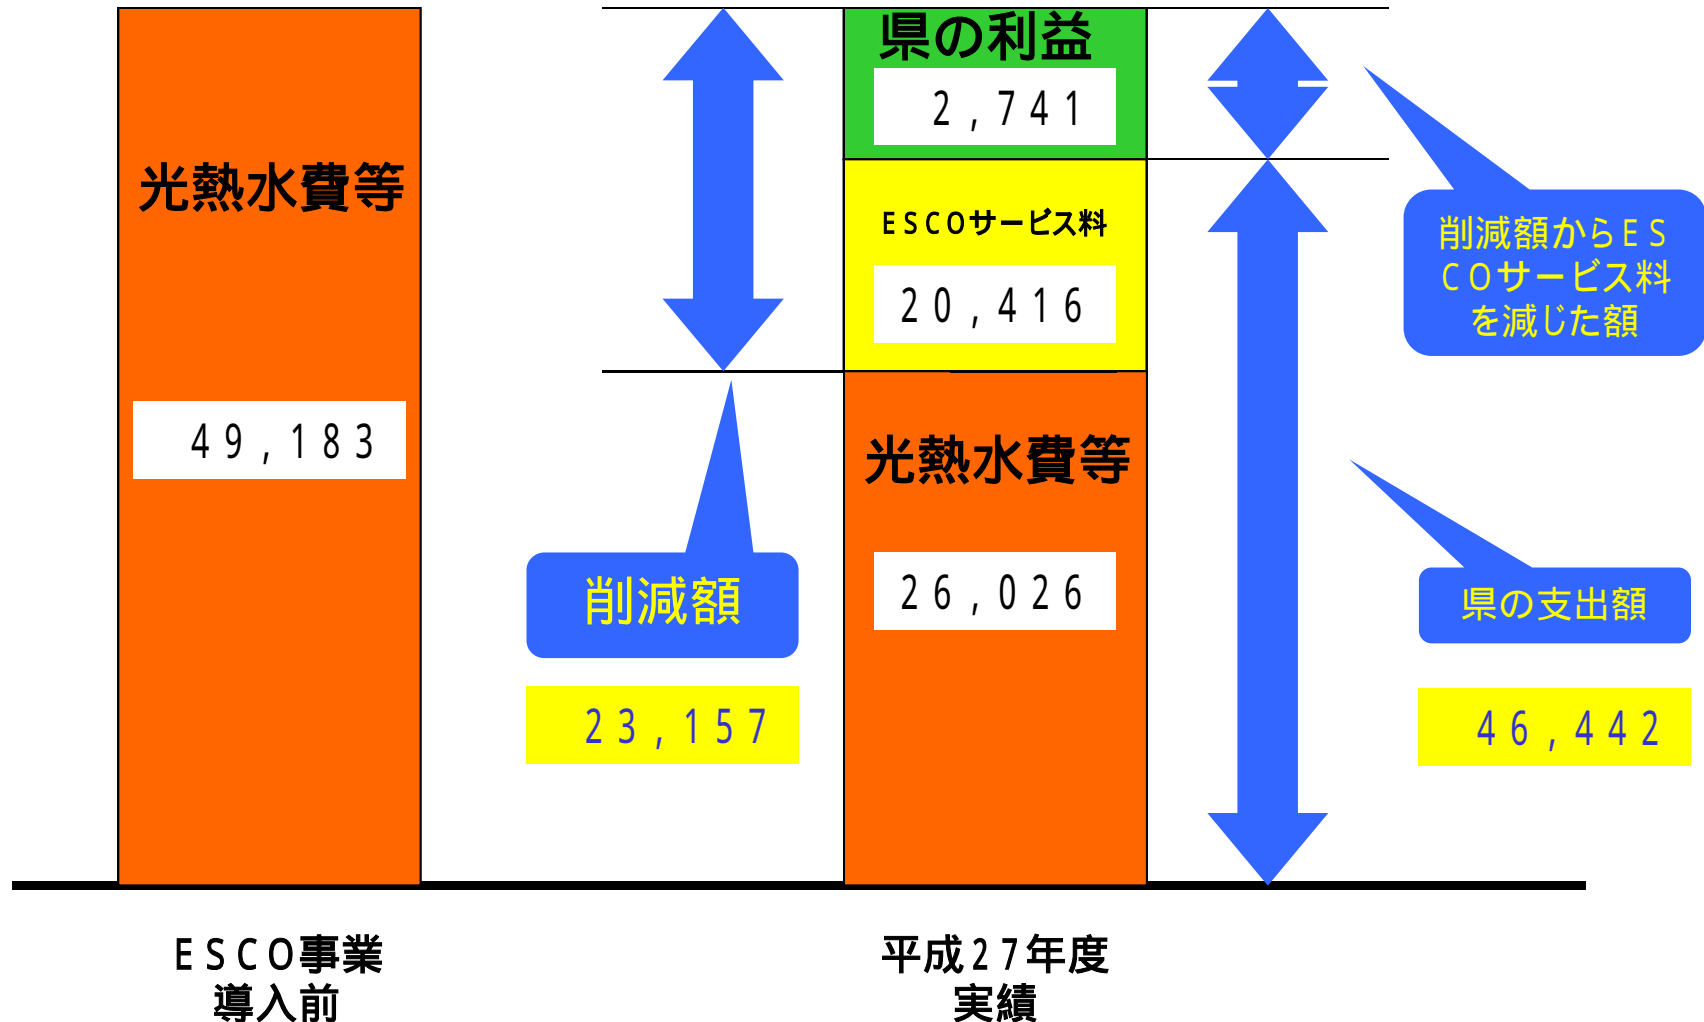 光熱水費等
49,183
県の利益
2,741
ESCOサービス料
20,416
光熱水費等
26,026
削減額
23,157
削減額からES
COサービス料
を減じた額
県の支出額
46,442
ESCO事業
導入前
平成27年度
実績